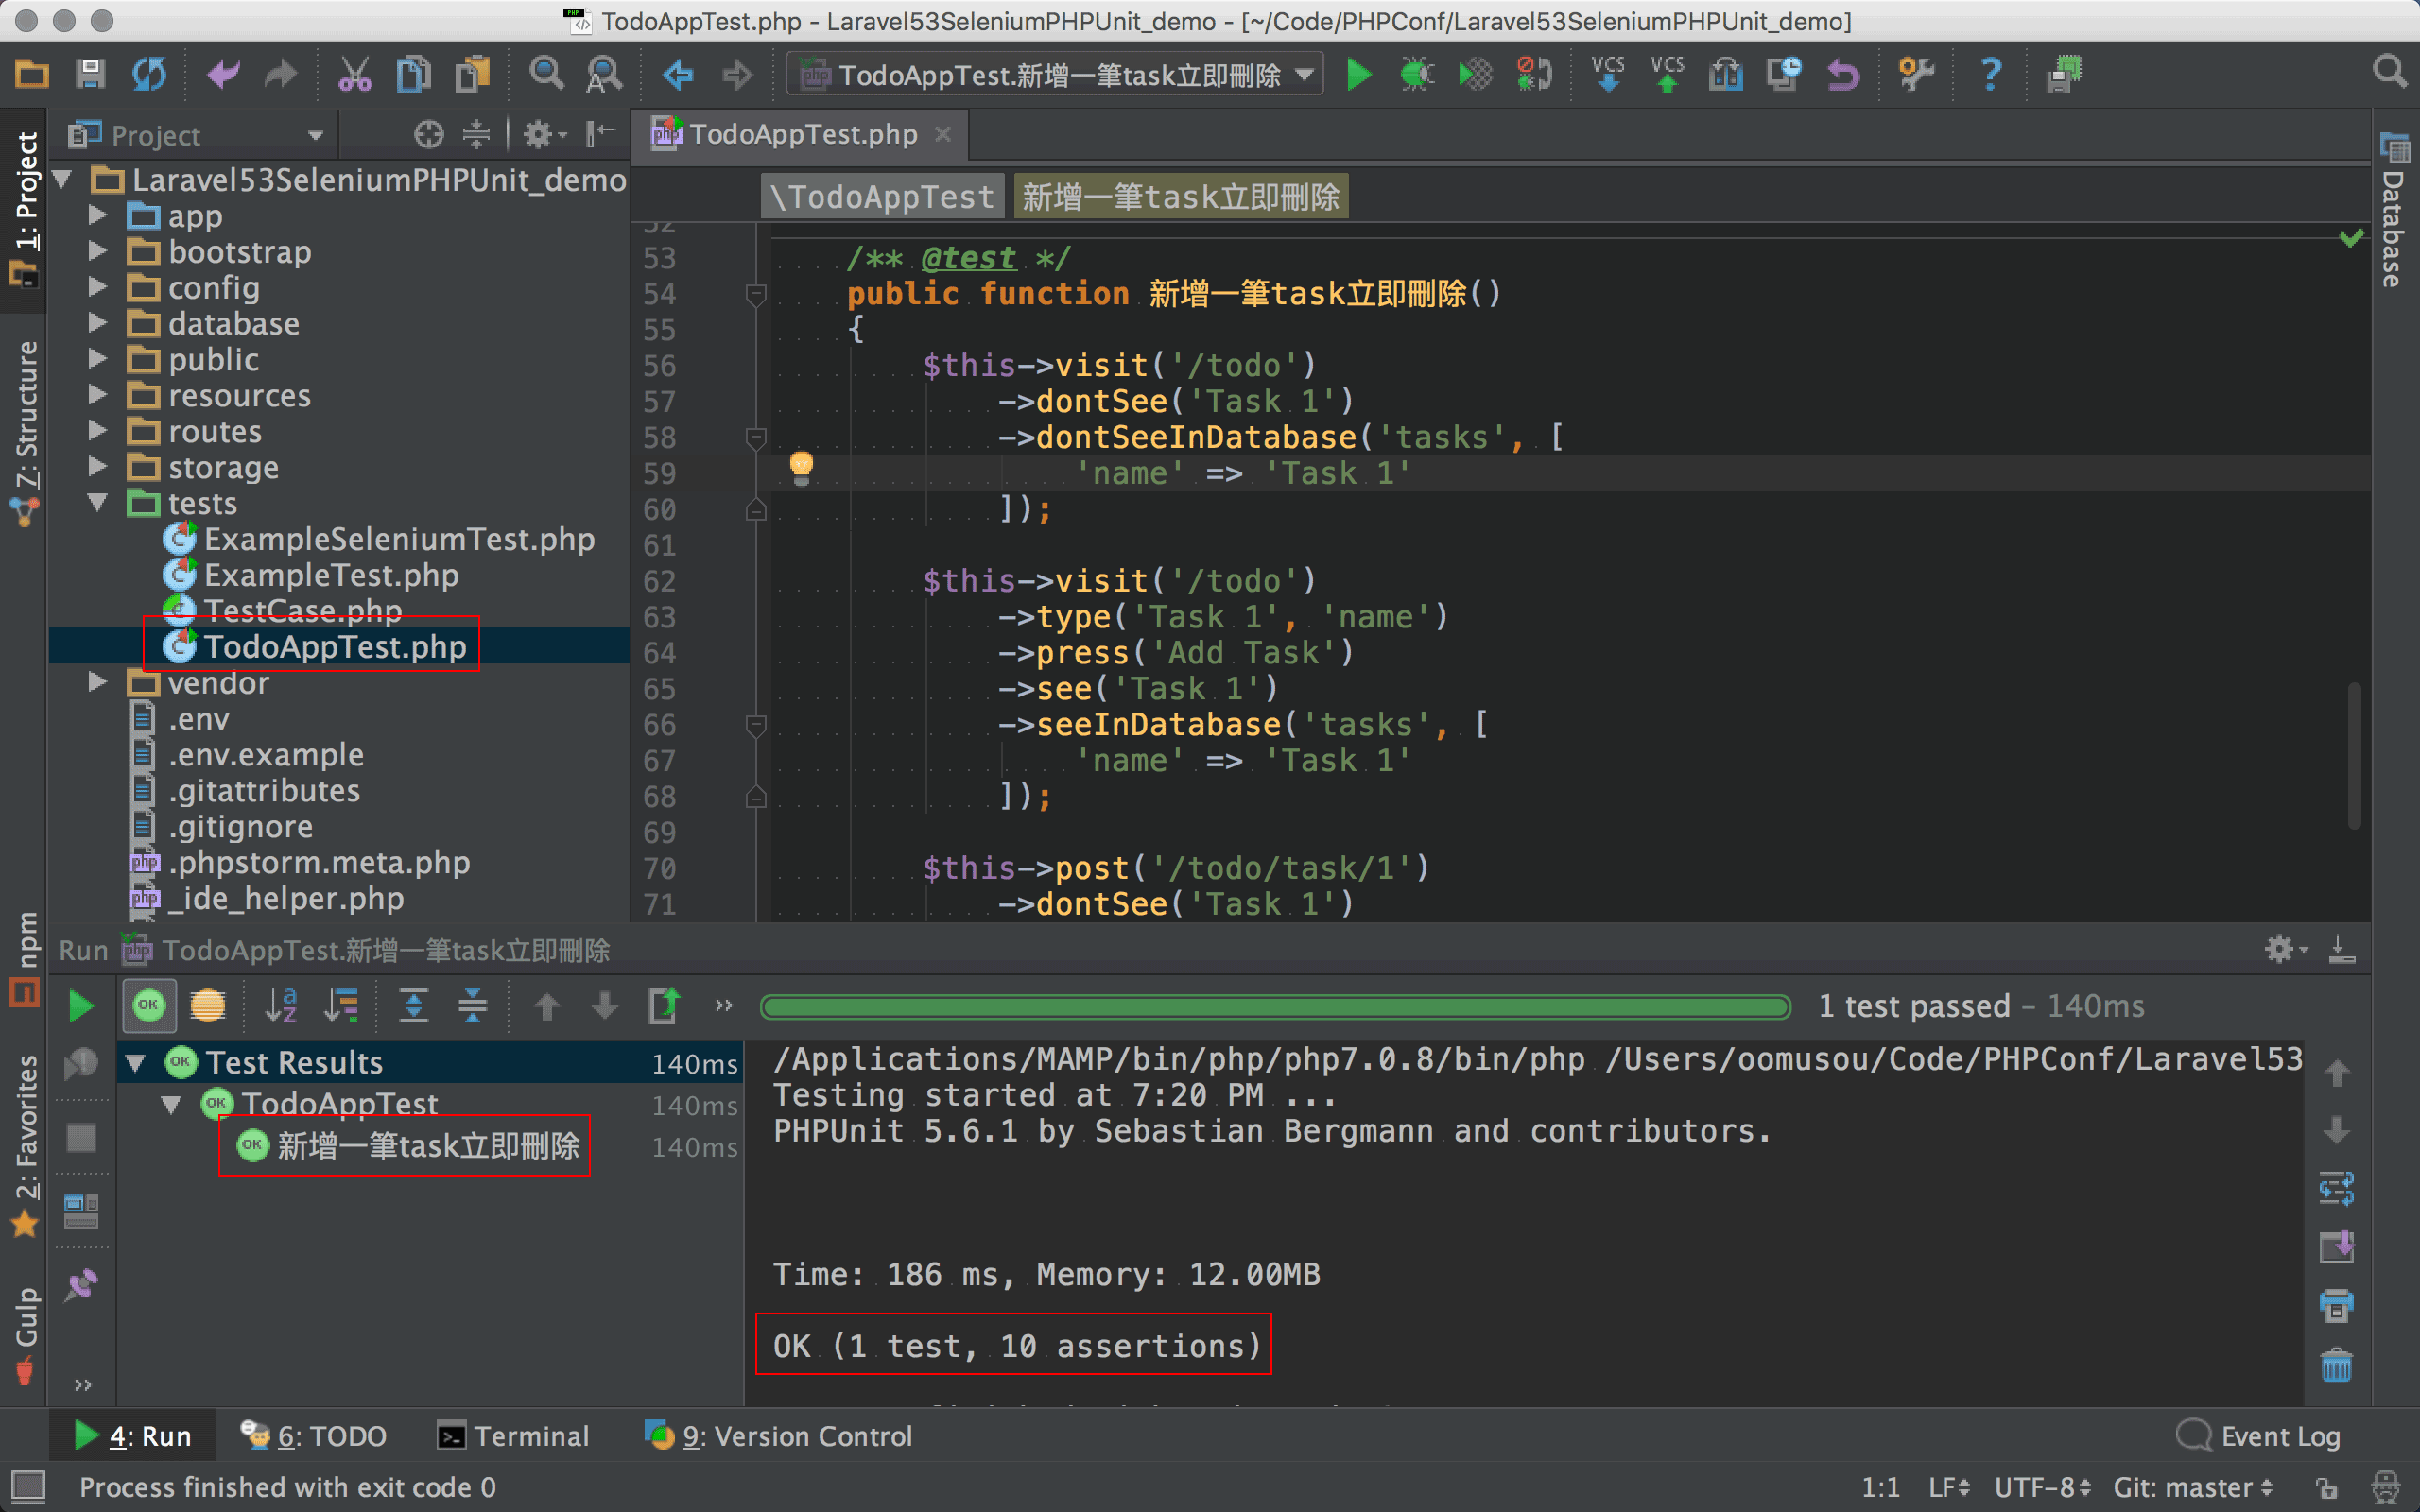 TodoAppTest.php - Laravel53SeleniumPHPUnit_demo - [~/Code/PHPConf/Laravel53SeleniumPHPUnit_demo]
TodoAppTest.新增一筆task立即刪除
VCS
VCS
1: Project
7: Structure
npm
2: Favorites
Gulp
Project
Laravel53SeleniumPHPUnit_demo
app
bootstrap
config
database
public
resources
routes
storage
tests
ExampleSeleniumTest.php
ExampleTest.php
TestCase.php
TodoAppTest.php
vendor
.env
.env.example
.gitattributes
.gitignore
.phpstorm.meta.php
_ide_helper.php
TodoAppTest.php
\TodoAppTest 新增一筆task立即刪除
52
53 /** @test */
54 public function 新增一筆task立即刪除()
55 {
56 $this->visit('/todo')
57 ->dontSee('Task 1')
58 ->dontSeeInDatabase('tasks', [
59 'name' => 'Task 1'
60 ]);
61
62 $this->visit('/todo')
63 ->type('Task 1', 'name')
64 ->press('Add Task')
65 ->see('Task 1')
66 ->seeInDatabase('tasks', [
67 'name' => 'Task 1'
68 ]);
69
70 $this->post('/todo/task/1')
71 ->dontSee('Task 1')
Database
Run TodoAppTest.新增一筆task立即刪除
1 test passed – 140ms
OK Test Results 140ms
OK TodoAppTest 140ms
OK 新增一筆task立即刪除 140ms
/Applications/MAMP/bin/php/php7.0.8/bin/php /Users/oomusou/Code/PHPConf/Laravel53
Testing started at 7:20 PM ...
PHPUnit 5.6.1 by Sebastian Bergmann and contributors.
Time: 186 ms, Memory: 12.00MB
OK (1 test, 10 assertions)
4: Run
6: TODO
Terminal
9: Version Control
Event Log
Process finished with exit code 0
1:1 LF UTF-8 Git: master